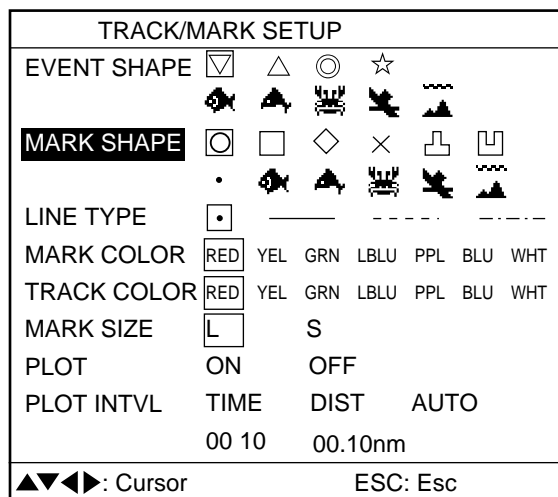 TRACK/MARK SETUP
EVENT SHAPE
MARK SHAPE
LINE TYPE
MARK COLOR RED YEL GRN LBLU PPL BLU WHT
TRACK COLOR RED YEL GRN LBLU PPL BLU WHT
MARK SIZE L S
PLOT ON OFF
PLOT INTVL TIME DIST AUTO
00 10 00.10nm
▲▼◀▶: Cursor ESC: Esc